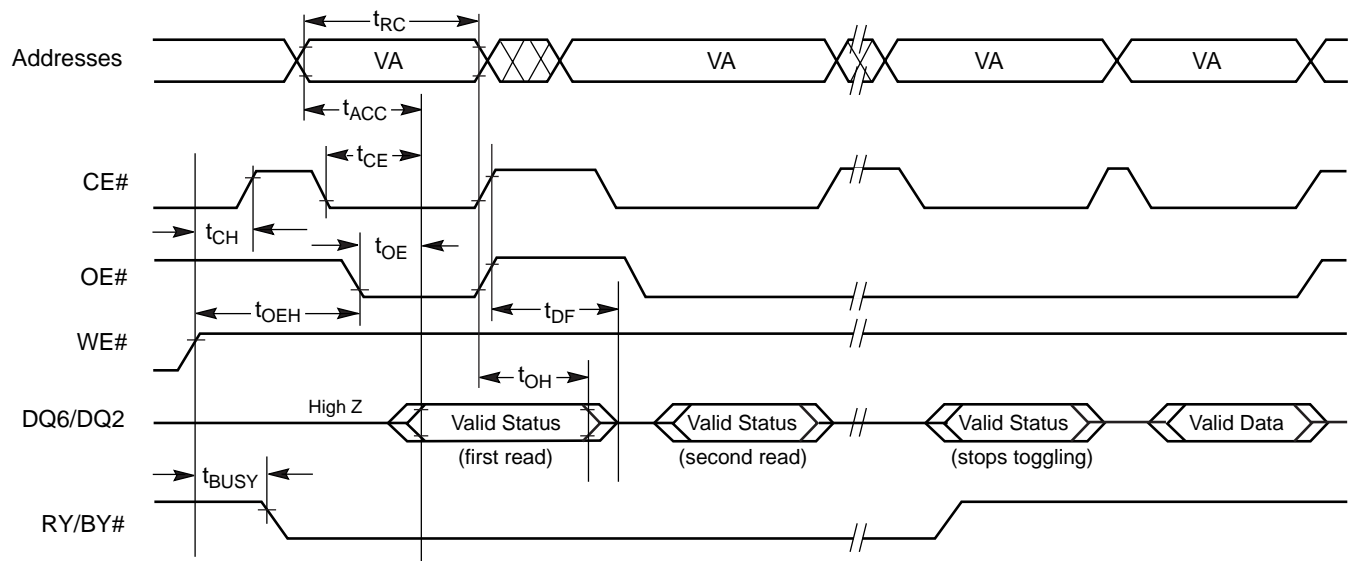 tRC
Addresses VA VA VA VA
tACC
tCE
CE#
tCH tOE
OE#
tOEH tDF
WE#
tOH
High Z
DQ6/DQ2 Valid Status Valid Status Valid Status Valid Data
(first read) (second read) (stops toggling)
tBUSY
RY/BY#